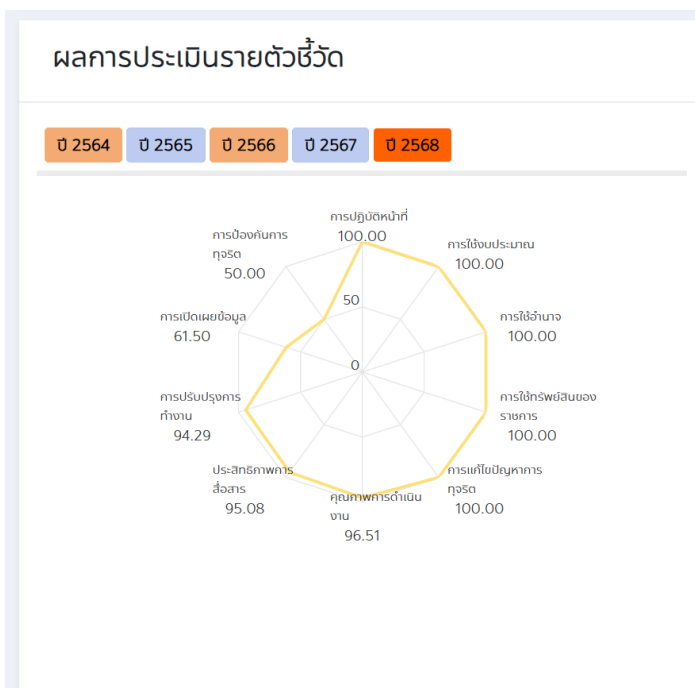 ผลการประเมินรายตัวชี้วัด
ปี 2564 ปี 2565 ปี 2566 ปี 2567 ปี 2568
การปฏิบัติหน้าที่
100.00
การใช้งบประมาณ
100.00
การใช้อำนาจ
100.00
การใช้ทรัพย์สินของ
ราชการ
100.00
การแก้ไขปัญหาการ
ทุจริต
100.00
คุณภาพการดำเนิน
งาน
96.51
ประสิทธิภาพการ
สื่อสาร
95.08
การปรับปรุงการ
ทำงาน
94.29
การเปิดเผยข้อมูล
61.50
การป้องกันการ
ทุจริต
50.00
50
0